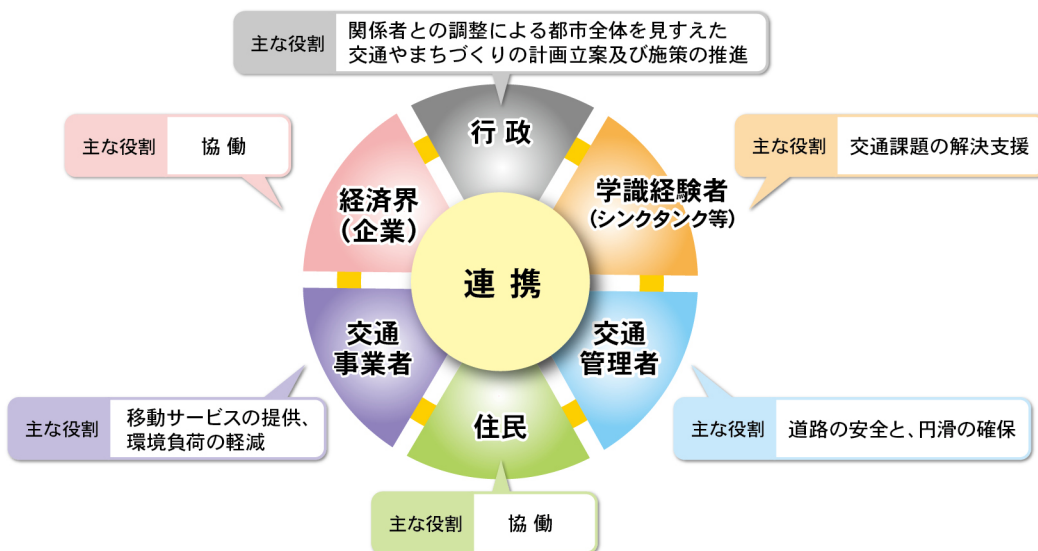 主な役割
関係者との調整による都市全体を見すえた
交通やまちづくりの計画立案及び施策の推進
行政
主な役割 協働
経済界
（企業）
主な役割 交通課題の解決支援
学識経験者
（シンクタンク等）
連携
交通
事業者
主な役割
移動サービスの提供、
環境負荷の軽減
交通
管理者
主な役割 道路の安全と、円滑の確保
住民
主な役割 協働